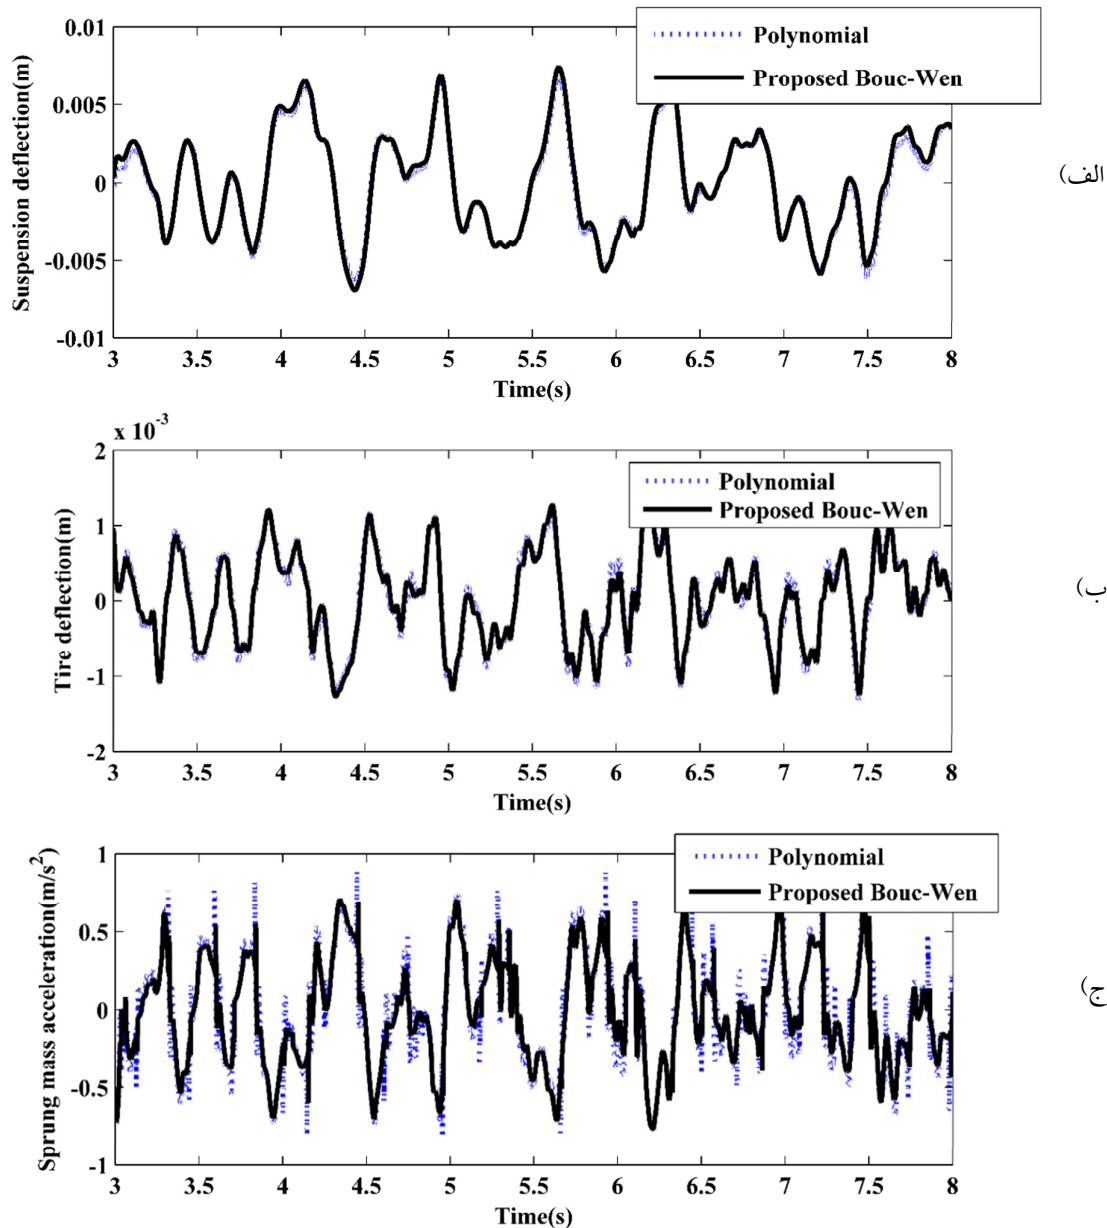 Polynomial
Proposed Bouc-Wen
0.01
0.005
0
-0.005
-0.01
Suspension deflection(m)
3 3.5 4 4.5 5 5.5 6 6.5 7 7.5 8
Time(s)
الف)
x 10-3
Polynomial
Proposed Bouc-Wen
2
1
0
-1
-2
Tire deflection(m)
3 3.5 4 4.5 5 5.5 6 6.5 7 7.5 8
Time(s)
ب)
Polynomial
Proposed Bouc-Wen
1
0.5
0
-0.5
-1
Sprung mass acceleration(m/s²)
3 3.5 4 4.5 5 5.5 6 6.5 7 7.5 8
Time(s)
ج)